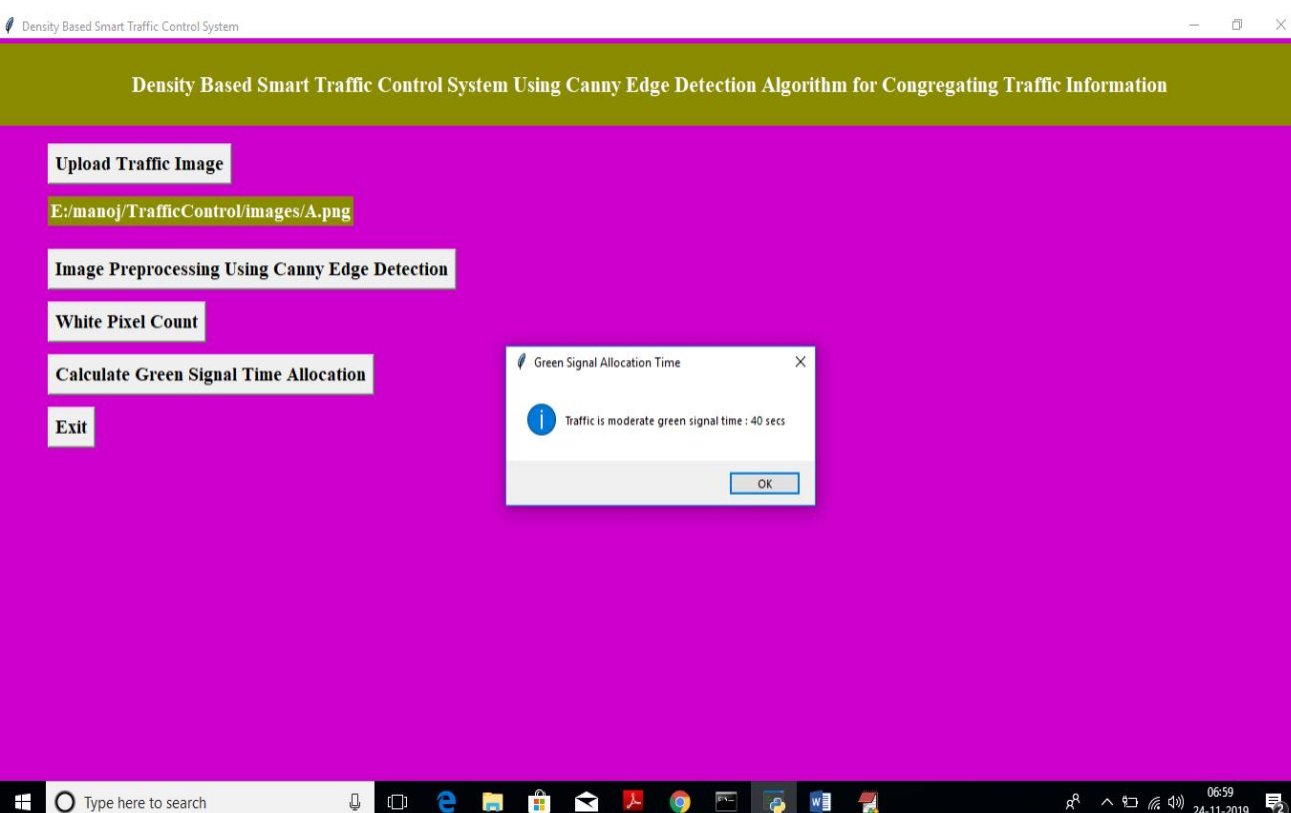 Density Based Smart Traffic Control System
Density Based Smart Traffic Control System Using Canny Edge Detection Algorithm for Congregating Traffic Information
Upload Traffic Image
E:/manoj/TrafficControl/images/A.png
Image Preprocessing Using Canny Edge Detection
White Pixel Count
Calculate Green Signal Time Allocation
Exit
Green Signal Allocation Time
Traffic is moderate green signal time : 40 secs
OK
Type here to search
06:59
24-11-2019
2